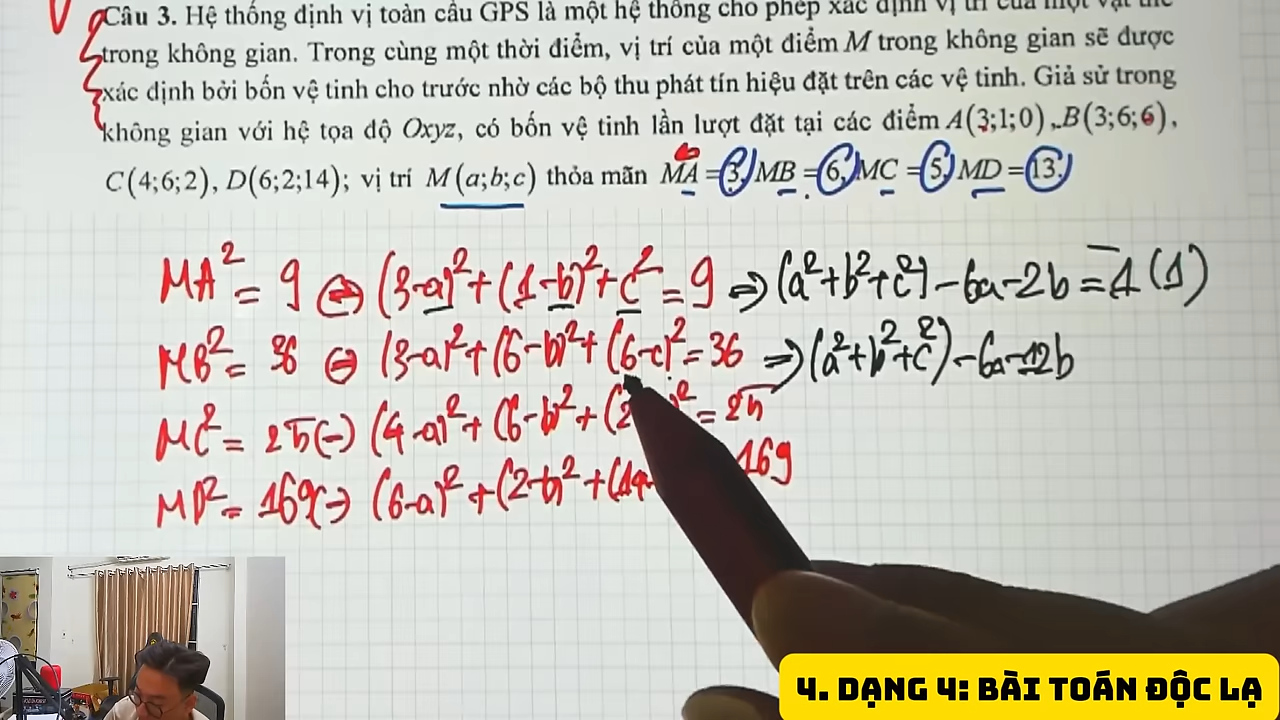 Câu 3. Hệ thống định vị toàn cầu GPS là một hệ thống cho phép xác định vị trí của một vật thể
trong không gian. Trong cùng một thời điểm, vị trí của một điểm M trong không gian sẽ được
xác định bởi bốn vệ tinh cho trước nhờ các bộ thu phát tín hiệu đặt trên các vệ tinh. Giả sử trong
không gian với hệ tọa độ Oxyz, có bốn vệ tinh lần lượt đặt tại các điểm A(3;1;0), B(3;6;6),
C(4;6;2), D(6;2;14); vị trí M(a;b;c) thỏa mãn MA = 3, MB = 6, MC = 5, MD = 13.
MA² = 9 ⇔ (3-a)² + (1-b)² + c² = 9 ⇒ (a²+b²+c²) - 6a - 2b = -1 (1)
MB² = 36 ⇔ (3-a)² + (6-b)² + (6-c)² = 36 ⇒ (a²+b²+c²) - 6a - 12b
MC² = 25 (-) (4-a)² + (6-b)² + (2 )² = 25
MD² = 169 ⇔ (6-a)² + (2-b)² + (14 169
4. DẠNG 4: BÀI TOÁN ĐỘC LẠ